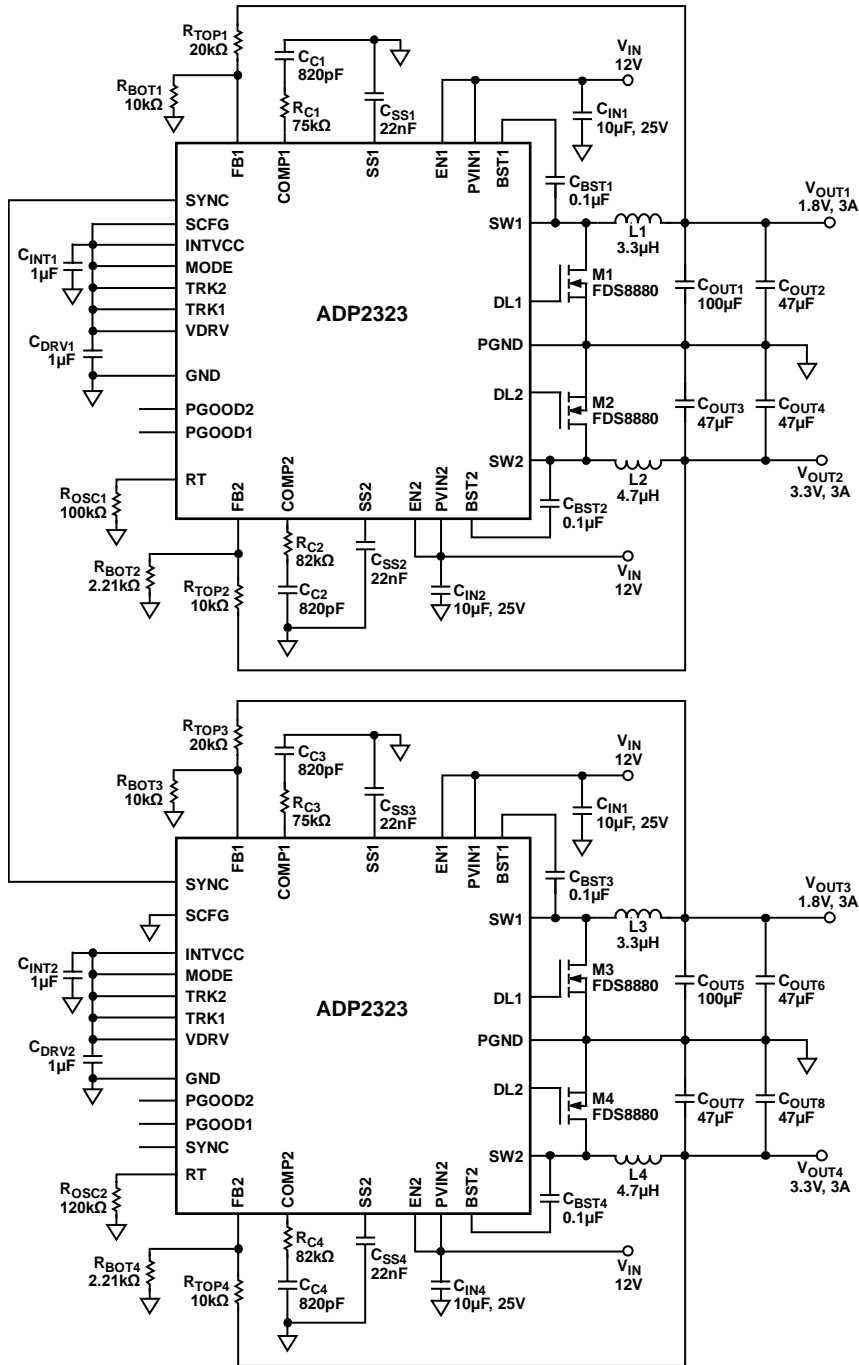 RTOP1
20kΩ
RBOT1
10kΩ
CC1
820pF
RC1
75kΩ
CSS1
22nF
VIN
12V
CIN1
10µF, 25V
FB1
COMP1
SS1
EN1
PVIN1
BST1
CBST1
0.1µF
SYNC
SCFG
INTVCC
MODE
TRK2
TRK1
VDRV
GND
PGOOD2
PGOOD1
RT
CINT1
1µF
CDRV1
1µF
ADP2323
SW1
DL1
PGND
DL2
SW2
L1
3.3µH
VOUT1
1.8V, 3A
M1
FDS8880
COUT1
100µF
COUT2
47µF
M2
FDS8880
COUT3
47µF
COUT4
47µF
L2
4.7µH
VOUT2
3.3V, 3A
ROSC1
100kΩ
FB2
COMP2
SS2
EN2
PVIN2
BST2
CBST2
0.1µF
RBOT2
2.21kΩ
RTOP2
10kΩ
RC2
82kΩ
CC2
820pF
CSS2
22nF
CIN2
10µF, 25V
VIN
12V
RTOP3
20kΩ
RBOT3
10kΩ
CC3
820pF
RC3
75kΩ
CSS3
22nF
VIN
12V
CIN1
10µF, 25V
FB1
COMP1
SS1
EN1
PVIN1
BST1
CBST3
0.1µF
SYNC
SCFG
INTVCC
MODE
TRK2
TRK1
VDRV
GND
PGOOD2
PGOOD1
SYNC
RT
CINT2
1µF
CDRV2
1µF
ADP2323
SW1
DL1
PGND
DL2
SW2
L3
3.3µH
VOUT3
1.8V, 3A
M3
FDS8880
COUT5
100µF
COUT6
47µF
M4
FDS8880
COUT7
47µF
COUT8
47µF
L4
4.7µH
VOUT4
3.3V, 3A
ROSC2
120kΩ
FB2
COMP2
SS2
EN2
PVIN2
BST2
CBST4
0.1µF
RBOT4
2.21kΩ
RTOP4
10kΩ
RC4
82kΩ
CC4
820pF
CSS4
22nF
CIN4
10µF, 25V
VIN
12V